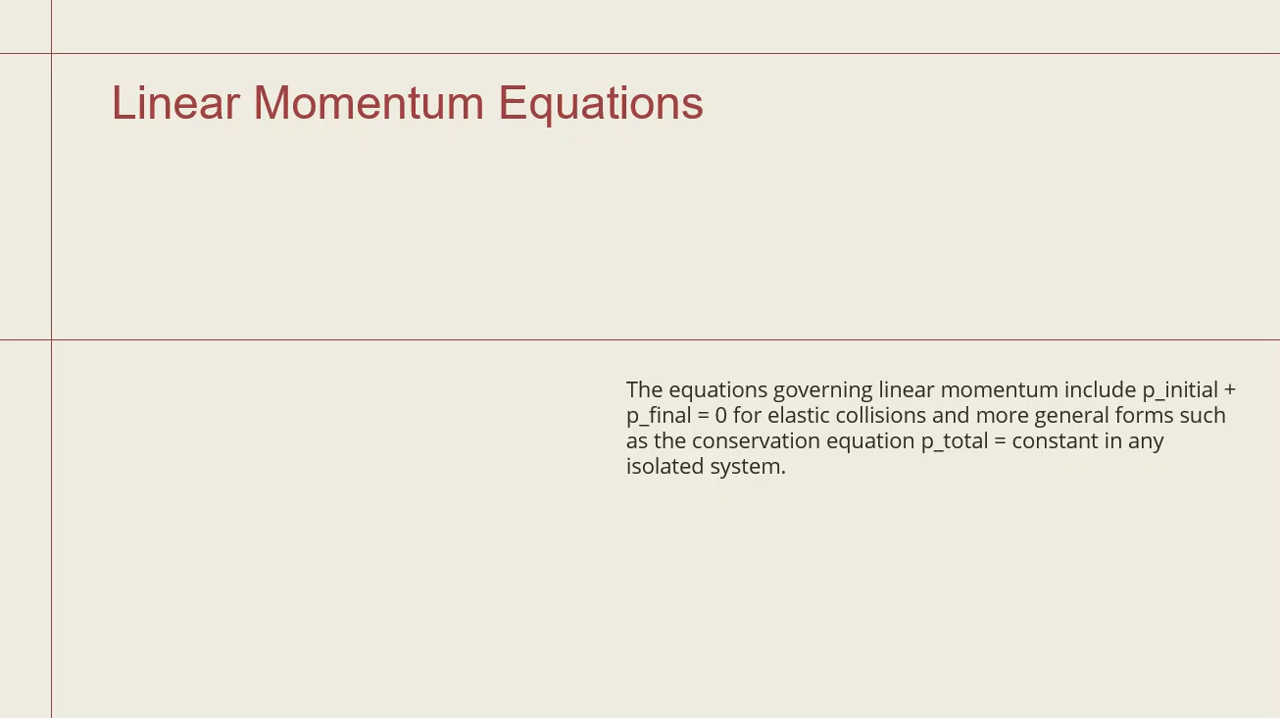 Linear Momentum Equations
The equations governing linear momentum include p_initial +
p_final = 0 for elastic collisions and more general forms such
as the conservation equation p_total = constant in any
isolated system.